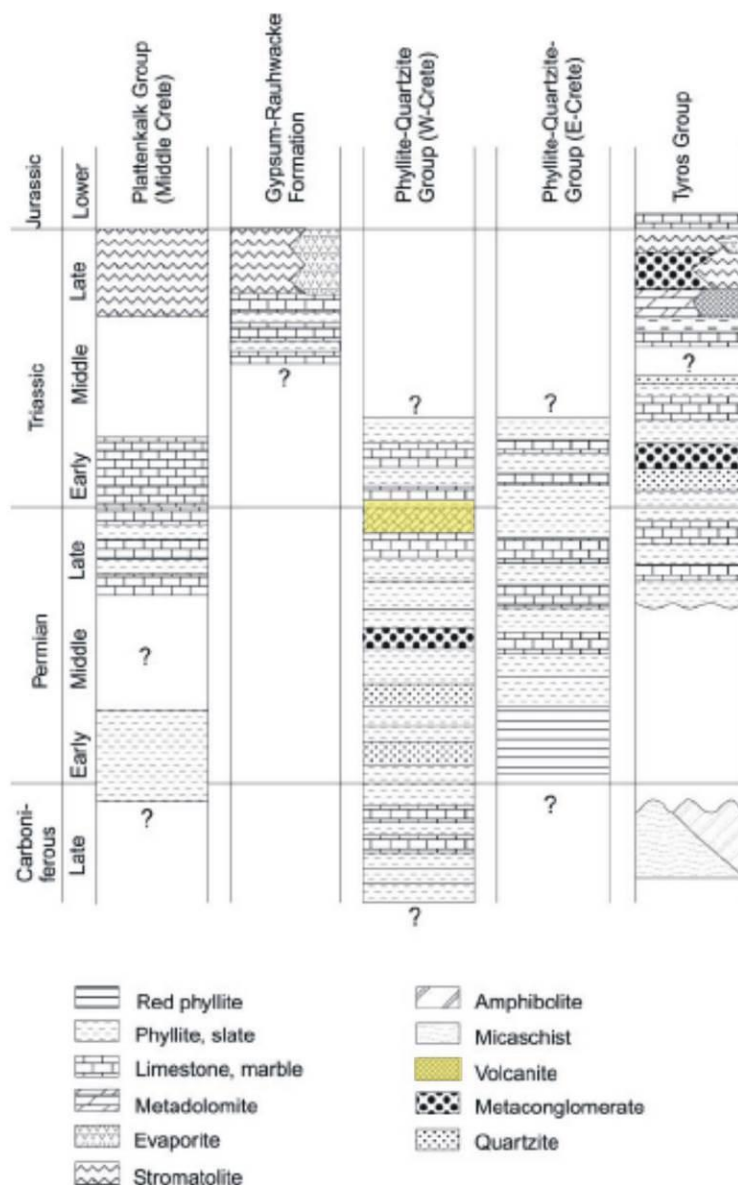 Plattenkalk Group
(Middle Crete)
Gypsum-Rauhwacke
Formation
Phyllite-Quartzite
Group (W-Crete)
Phyllite-Quartzite-
Group (E-Crete)
Tyros Group
Jurassic
Lower
Triassic
Late
Middle
Early
Permian
Late
Middle
Early
Carboni-
ferous
Late
?
?
?
?
?
?
?
?
?
Red phyllite
Phyllite, slate
Limestone, marble
Metadolomite
Evaporite
Stromatolite
Amphibolite
Micaschist
Volcanite
Metaconglomerate
Quartzite